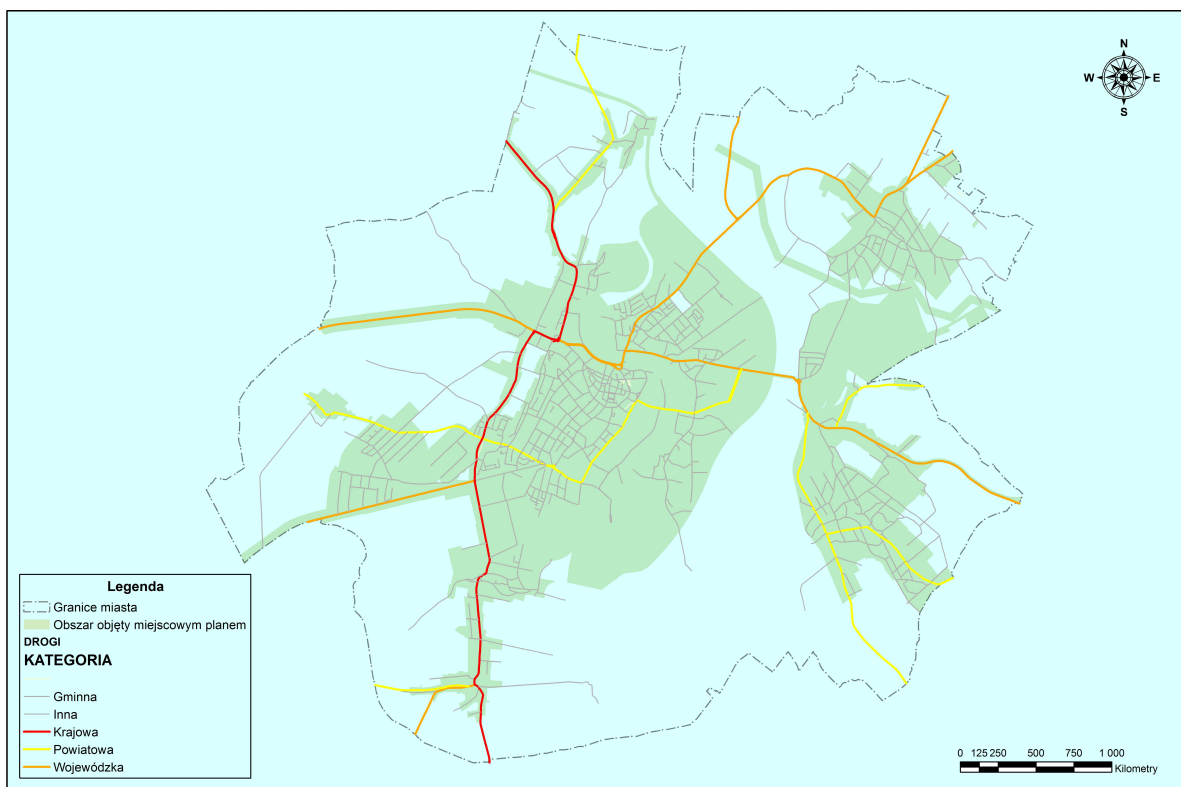 N
W E
S
Legenda
Granice miasta
Obszar objęty miejscowym planem
DROGI
KATEGORIA
Gminna
Inna
Krajowa
Powiatowa
Wojewódzka
0 125 250 500 750 1 000
Kilometry